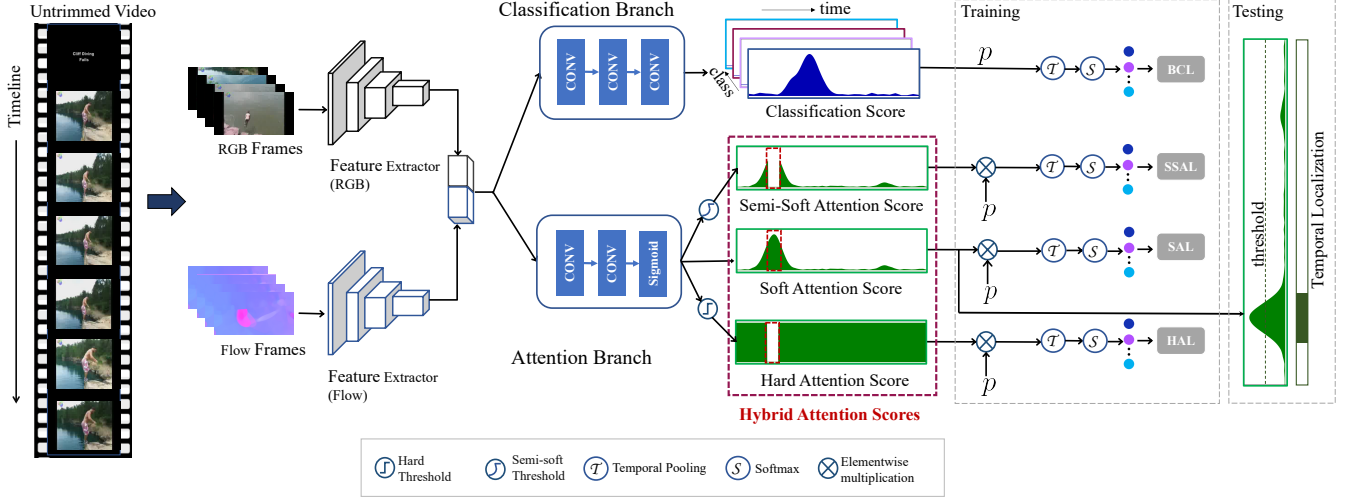 Untrimmed Video
Timeline
Cliff Diving
Fails
RGB Frames
Flow Frames
Feature Extractor
(RGB)
Feature Extractor
(Flow)
Classification Branch
CONV
CONV
CONV
Attention Branch
CONV
CONV
Sigmoid
time
class
Classification Score
Semi-Soft Attention Score
Soft Attention Score
Hard Attention Score
Hybrid Attention Scores
Training
p
𝒯
S
BCL
p
𝒯
S
SSAL
p
𝒯
S
SAL
p
𝒯
S
HAL
Testing
threshold
Temporal Localization
Hard
Threshold
Semi-soft
Threshold
𝒯
Temporal Pooling
S
Softmax
Elementwise
multiplication